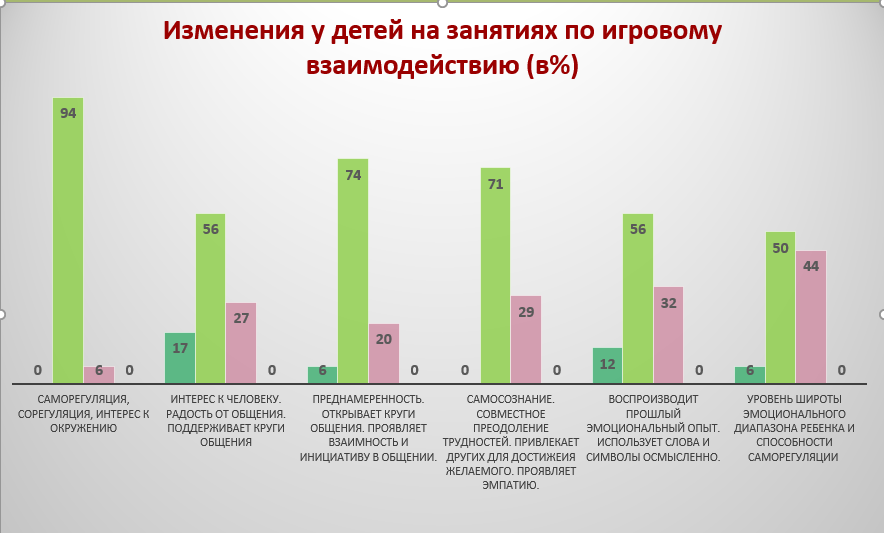 Изменения у детей на занятиях по игровому
взаимодействию (в%)
94
74
71
56
56
50
44
32
29
27
20
17
12
0
6
0
0
6
0
0
0
0
6
0
САМОРЕГУЛЯЦИЯ,
СОРЕГУЛЯЦИЯ, ИНТЕРЕС К
ОКРУЖЕНИЮ
ИНТЕРЕС К ЧЕЛОВЕКУ.
РАДОСТЬ ОТ ОБЩЕНИЯ.
ПОДДЕРЖИВАЕТ КРУГИ
ОБЩЕНИЯ
ПРЕДНАМЕРЕННОСТЬ.
ОТКРЫВАЕТ КРУГИ
ОБЩЕНИЯ. ПРОЯВЛЯЕТ
ВЗАИМНОСТЬ И
ИНИЦИАТИВУ В ОБЩЕНИИ.
САМОСОЗНАНИЕ.
СОВМЕСТНОЕ
ПРЕОДОЛЕНИЕ
ТРУДНОСТЕЙ. ПРИВЛЕКАЕТ
ДРУГИХ ДЛЯ ДОСТИЖЕИЯ
ЖЕЛАЕМОГО. ПРОЯВЛЯЕТ
ЭМПАТИЮ.
ВОСПРОИЗВОДИТ
ПРОШЛЫЙ
ЭМОЦИОНАЛЬНЫЙ ОПЫТ.
ИСПОЛЬЗУЕТ СЛОВА И
СИМВОЛЫ ОСМЫСЛЕННО.
УРОВЕНЬ ШИРОТЫ
ЭМОЦИОНАЛЬНОГО
ДИАПАЗОНА РЕБЕНКА И
СПОСОБНОСТИ
САМОРЕГУЛЯЦИИ